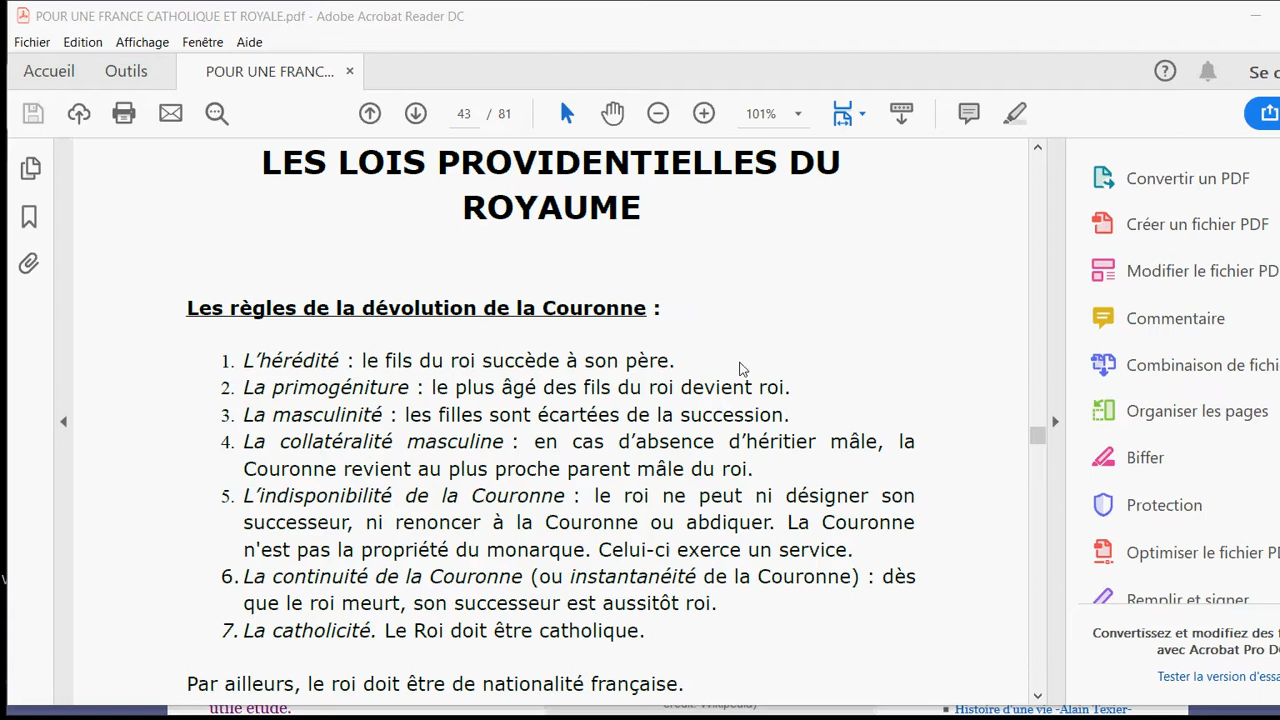 POUR UNE FRANCE CATHOLIQUE ET ROYALE.pdf - Adobe Acrobat Reader DC
Fichier Edition Affichage Fenêtre Aide
Accueil Outils POUR UNE FRANC... × Se c
43 / 81 101%
LES LOIS PROVIDENTIELLES DU
ROYAUME
Les règles de la dévolution de la Couronne :
1. L’hérédité : le fils du roi succède à son père.
2. La primogéniture : le plus âgé des fils du roi devient roi.
3. La masculinité : les filles sont écartées de la succession.
4. La collatéralité masculine : en cas d’absence d’héritier mâle, la
Couronne revient au plus proche parent mâle du roi.
5. L’indisponibilité de la Couronne : le roi ne peut ni désigner son
successeur, ni renoncer à la Couronne ou abdiquer. La Couronne
n'est pas la propriété du monarque. Celui-ci exerce un service.
6. La continuité de la Couronne (ou instantanéité de la Couronne) : dès
que le roi meurt, son successeur est aussitôt roi.
7. La catholicité. Le Roi doit être catholique.
Par ailleurs, le roi doit être de nationalité française.
Convertir un PDF
Créer un fichier PDF
Modifier le fichier PD
Commentaire
Combinaison de fichi
Organiser les pages
Biffer
Protection
Optimiser le fichier PD
Remplir et signer
Convertissez et modifiez des f
avec Acrobat Pro DC
Tester la version d'essa
utile étude.
crédit: Wikipedia)
Histoire d'une vie -Alain Texier-